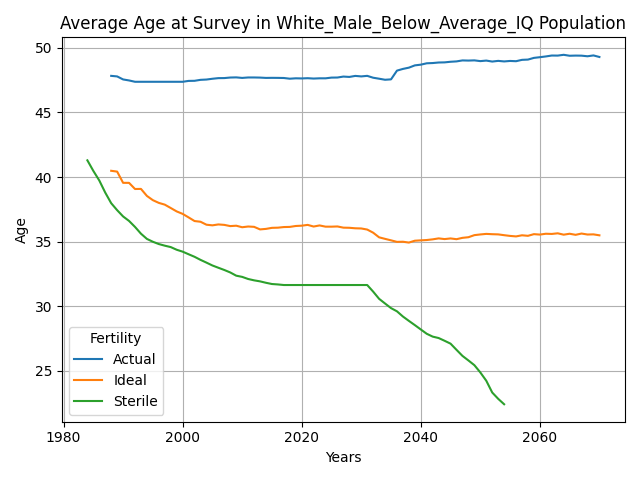 Average Age at Survey in White_Male_Below_Average_IQ Population
50
45
40
35
30
25
Age
Fertility
Actual
Ideal
Sterile
1980 2000 2020 2040 2060
Years